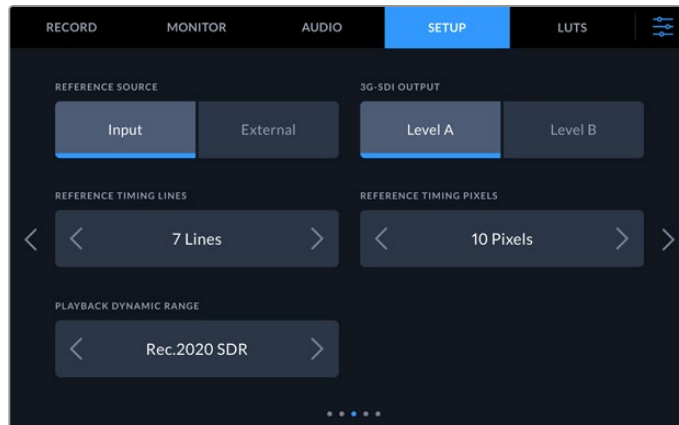 RECORD MONITOR AUDIO SETUP LUTS
REFERENCE SOURCE 3G-SDI OUTPUT
Input External Level A Level B
REFERENCE TIMING LINES REFERENCE TIMING PIXELS
7 Lines 10 Pixels
PLAYBACK DYNAMIC RANGE
Rec.2020 SDR